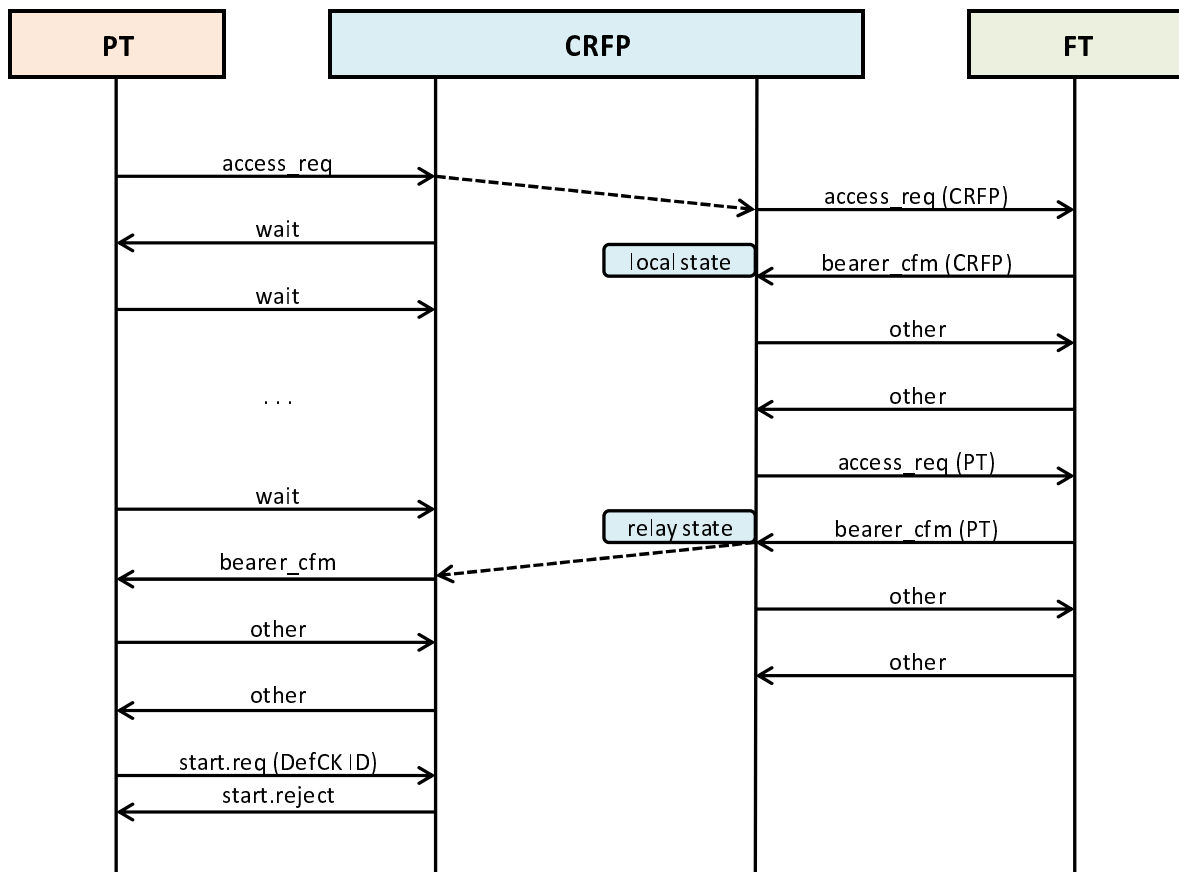 PT
CRFP
FT
access_req
access_req (CRFP)
wait
local state
bearer_cfm (CRFP)
wait
other
. . .
other
access_req (PT)
wait
relay state
bearer_cfm (PT)
bearer_cfm
other
other
other
other
start.req (DefCK ID)
start.reject